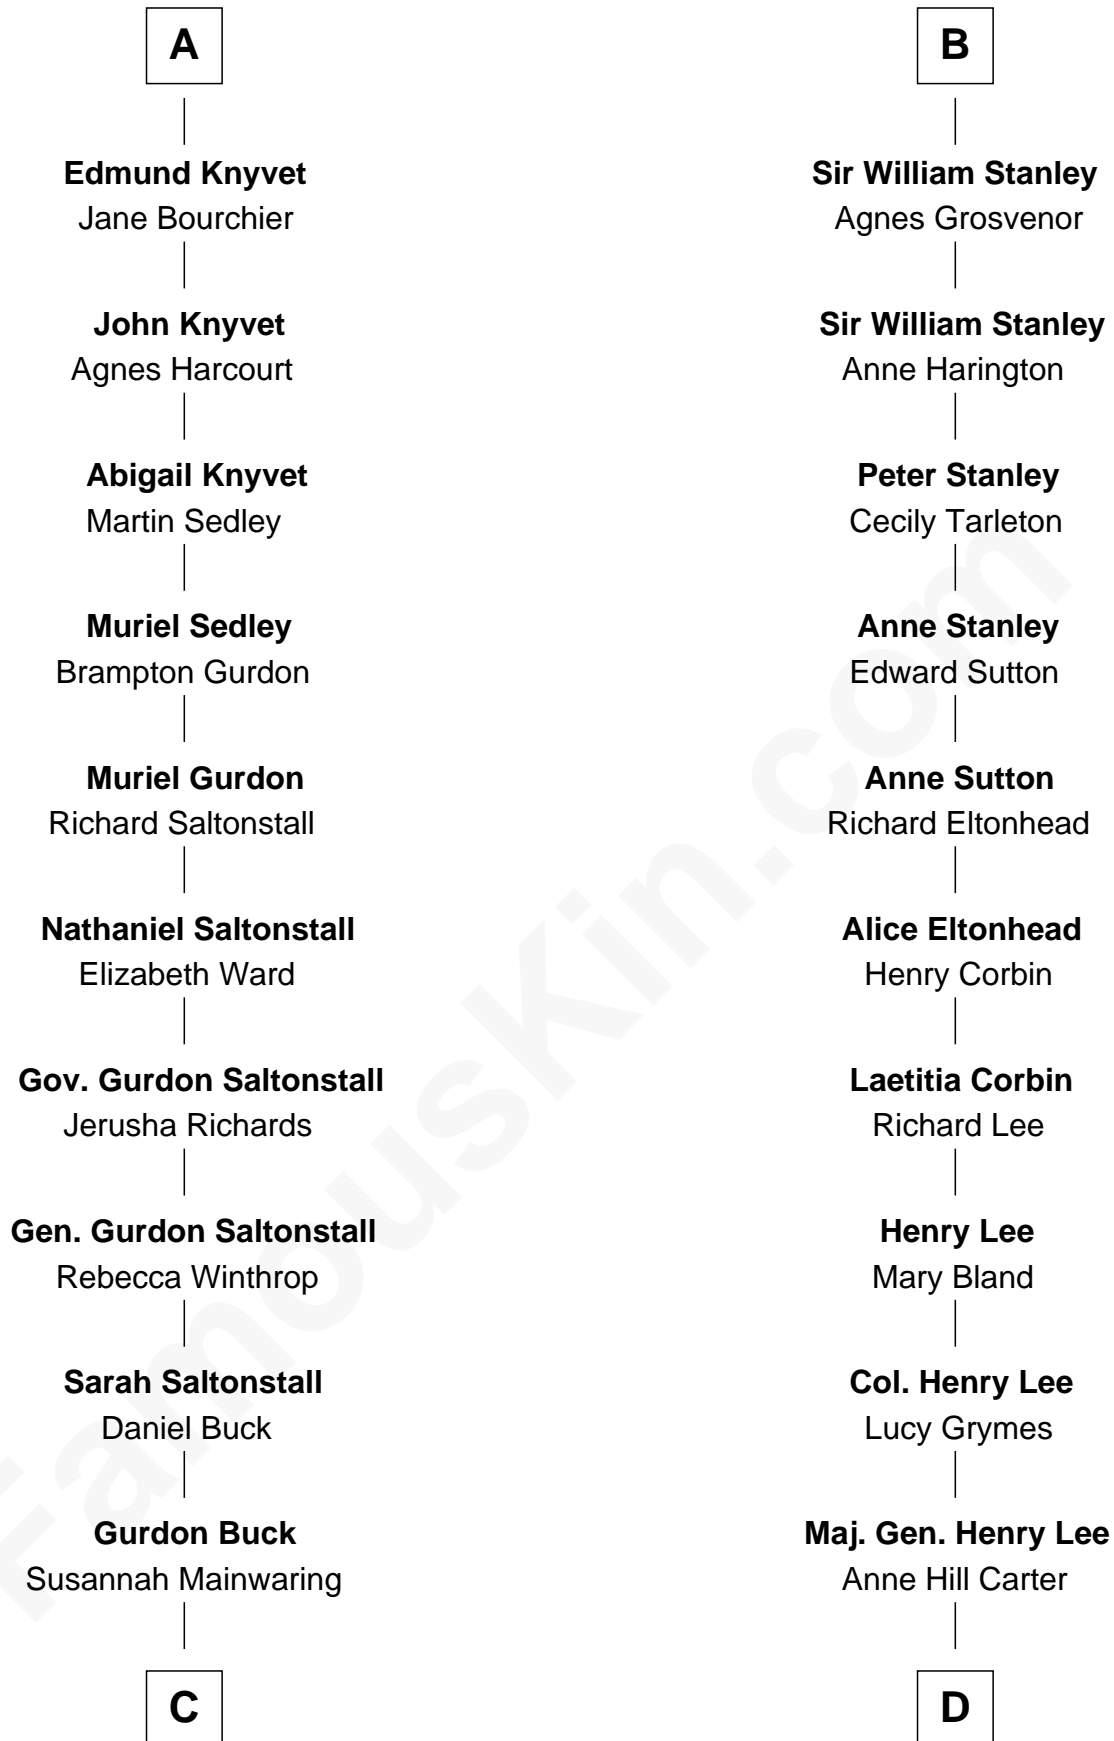 A
Edmund Knyvet
Jane Bourchier
John Knyvet
Agnes Harcourt
Abigail Knyvet
Martin Sedley
Muriel Sedley
Brampton Gurdon
Muriel Gurdon
Richard Saltonstall
Nathaniel Saltonstall
Elizabeth Ward
Gov. Gurdon Saltonstall
Jerusha Richards
Gen. Gurdon Saltonstall
Rebecca Winthrop
Sarah Saltonstall
Daniel Buck
Gurdon Buck
Susannah Mainwaring
C
B
Sir William Stanley
Agnes Grosvenor
Sir William Stanley
Anne Harington
Peter Stanley
Cecily Tarleton
Anne Stanley
Edward Sutton
Anne Sutton
Richard Eltonhead
Alice Eltonhead
Henry Corbin
Laetitia Corbin
Richard Lee
Henry Lee
Mary Bland
Col. Henry Lee
Lucy Grymes
Maj. Gen. Henry Lee
Anne Hill Carter
D
FamousKin.com